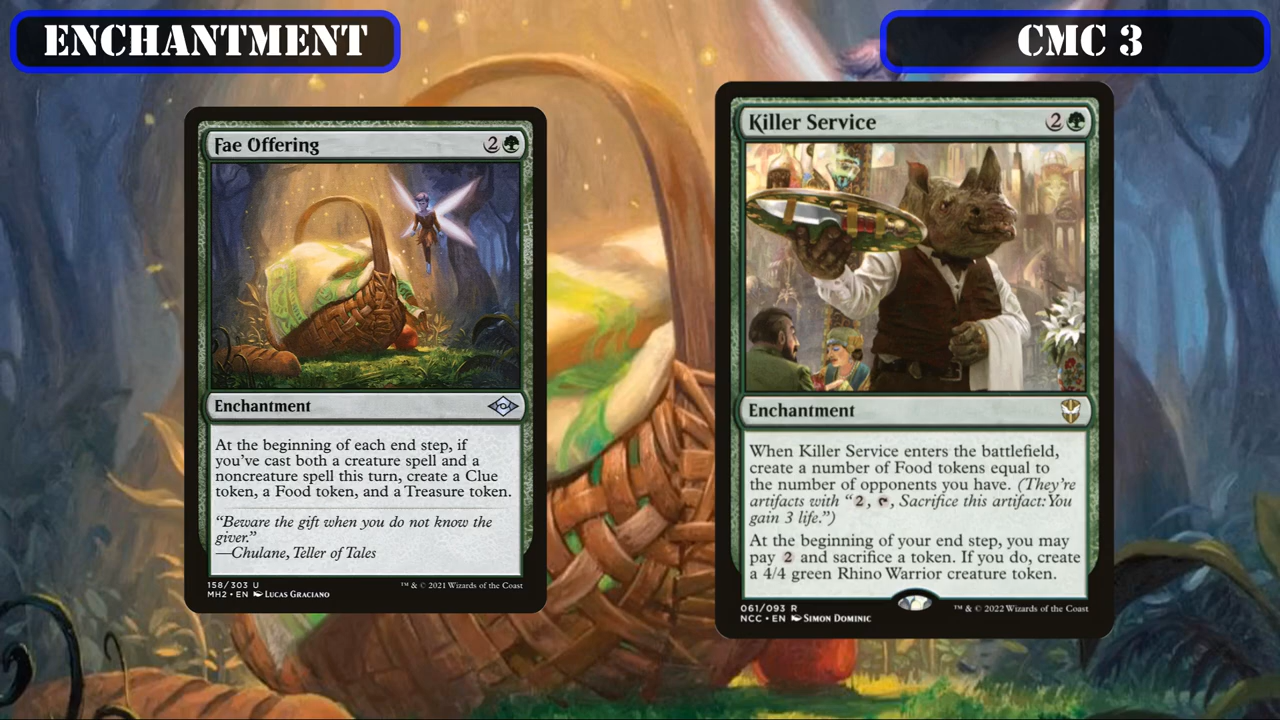 ENCHANTMENT
CMC 3
Fae Offering 2
Enchantment
At the beginning of each end step, if
you've cast both a creature spell and a
noncreature spell this turn, create a Clue
token, a Food token, and a Treasure token.
"Beware the gift when you do not know the
giver."
—Chulane, Teller of Tales
158/303 U
MH2 • EN Lucas Graciano
™ & © 2021 Wizards of the Coast
Killer Service 2
Enchantment
When Killer Service enters the battlefield,
create a number of Food tokens equal to
the number of opponents you have. (They're
artifacts with "2, , Sacrifice this artifact: You
gain 3 life.")
At the beginning of your end step, you may
pay 2 and sacrifice a token. If you do, create
a 4/4 green Rhino Warrior creature token.
061/093 R
NCC • EN Simon Dominic
™ & © 2022 Wizards of the Coast